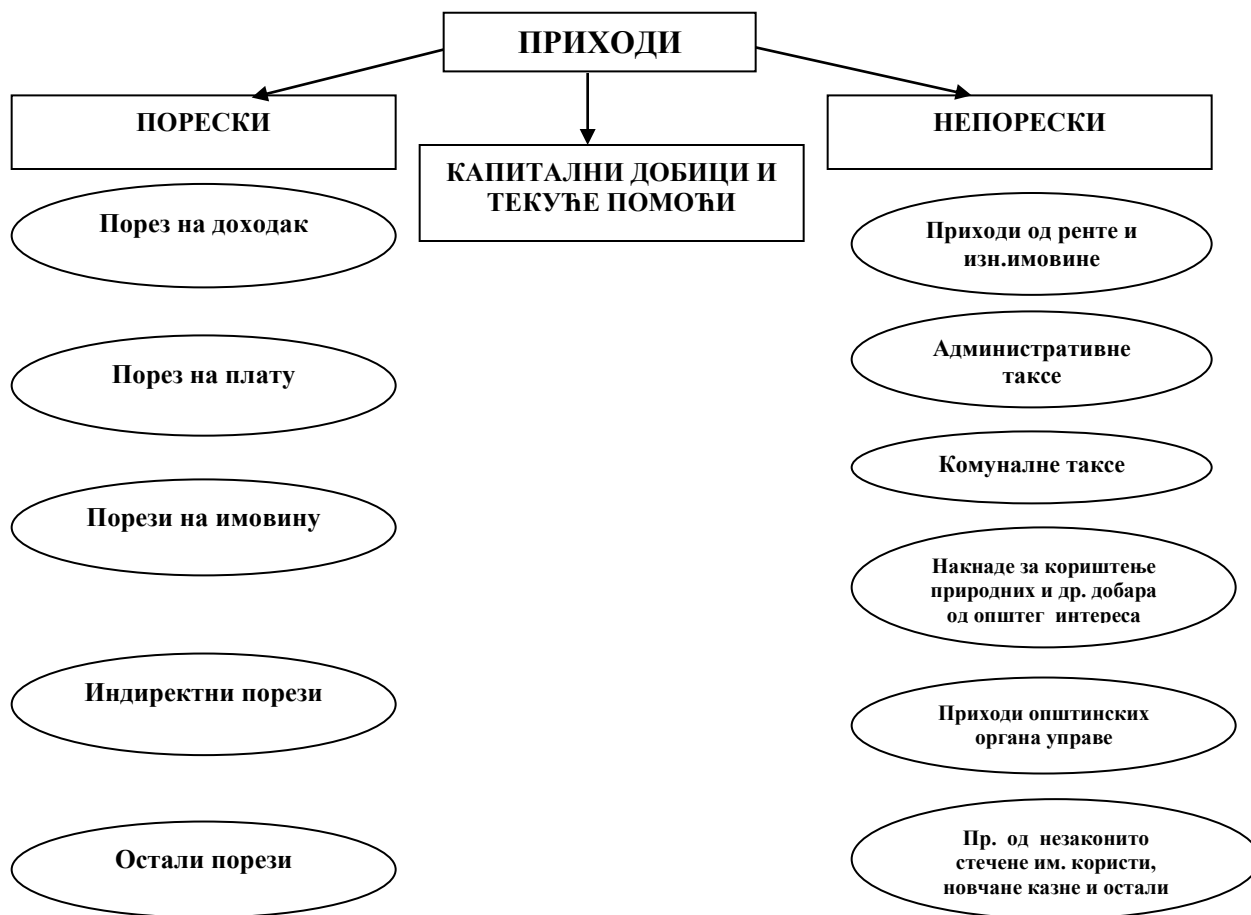 ПРИХОДИ
ПОРЕСКИ
КАПИТАЛНИ ДОБИЦИ И
ТЕКУЋЕ ПОМОЋИ
НЕПОРЕСКИ
Порез на доходак
Порез на плату
Порези на имовину
Индиректни порези
Остали порези
Приходи од ренте и
изн.имовине
Административне
таксе
Комуналне таксе
Накнаде за кориштење
природних и др. добара
од општег интереса
Приходи општинских
органа управе
Пр. од незаконито
стечене им. користи,
новчане казне и остали